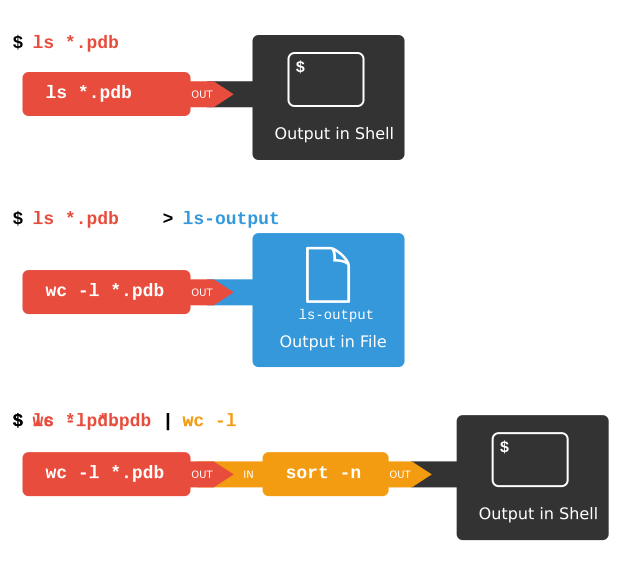 $ ls *.pdb
ls *.pdb OUT
$
Output in Shell
$ ls *.pdb > ls-output
wc -l *.pdb OUT
ls-output
Output in File
$ | wc -l
wc -l *.pdb OUT IN sort -n OUT
$
Output in Shell